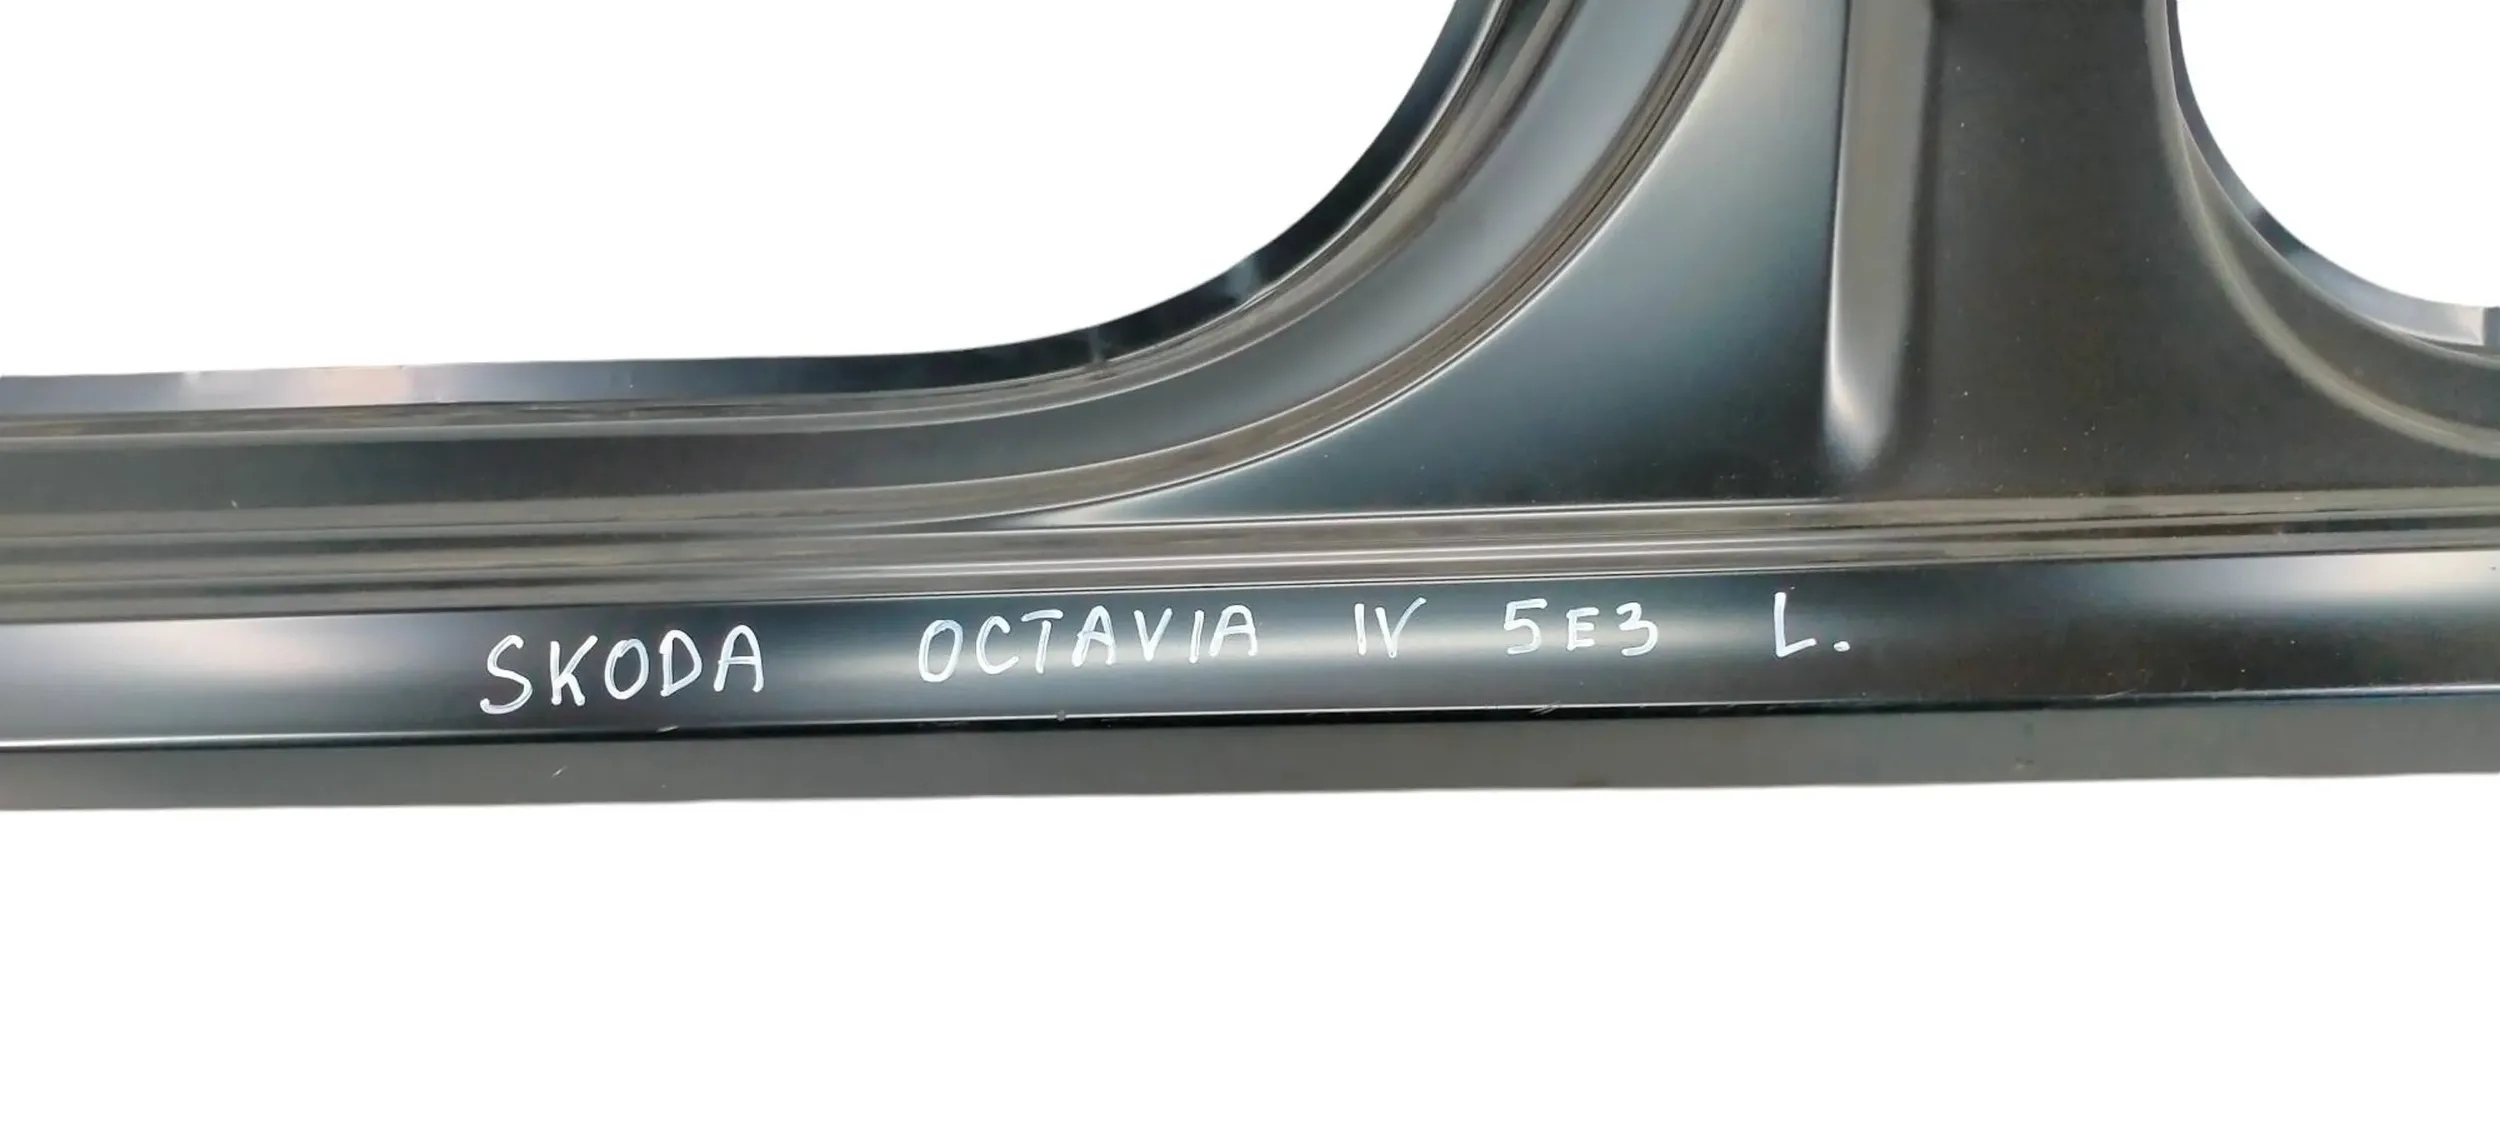 SKODA OCTAVIA IV 5E3 L.